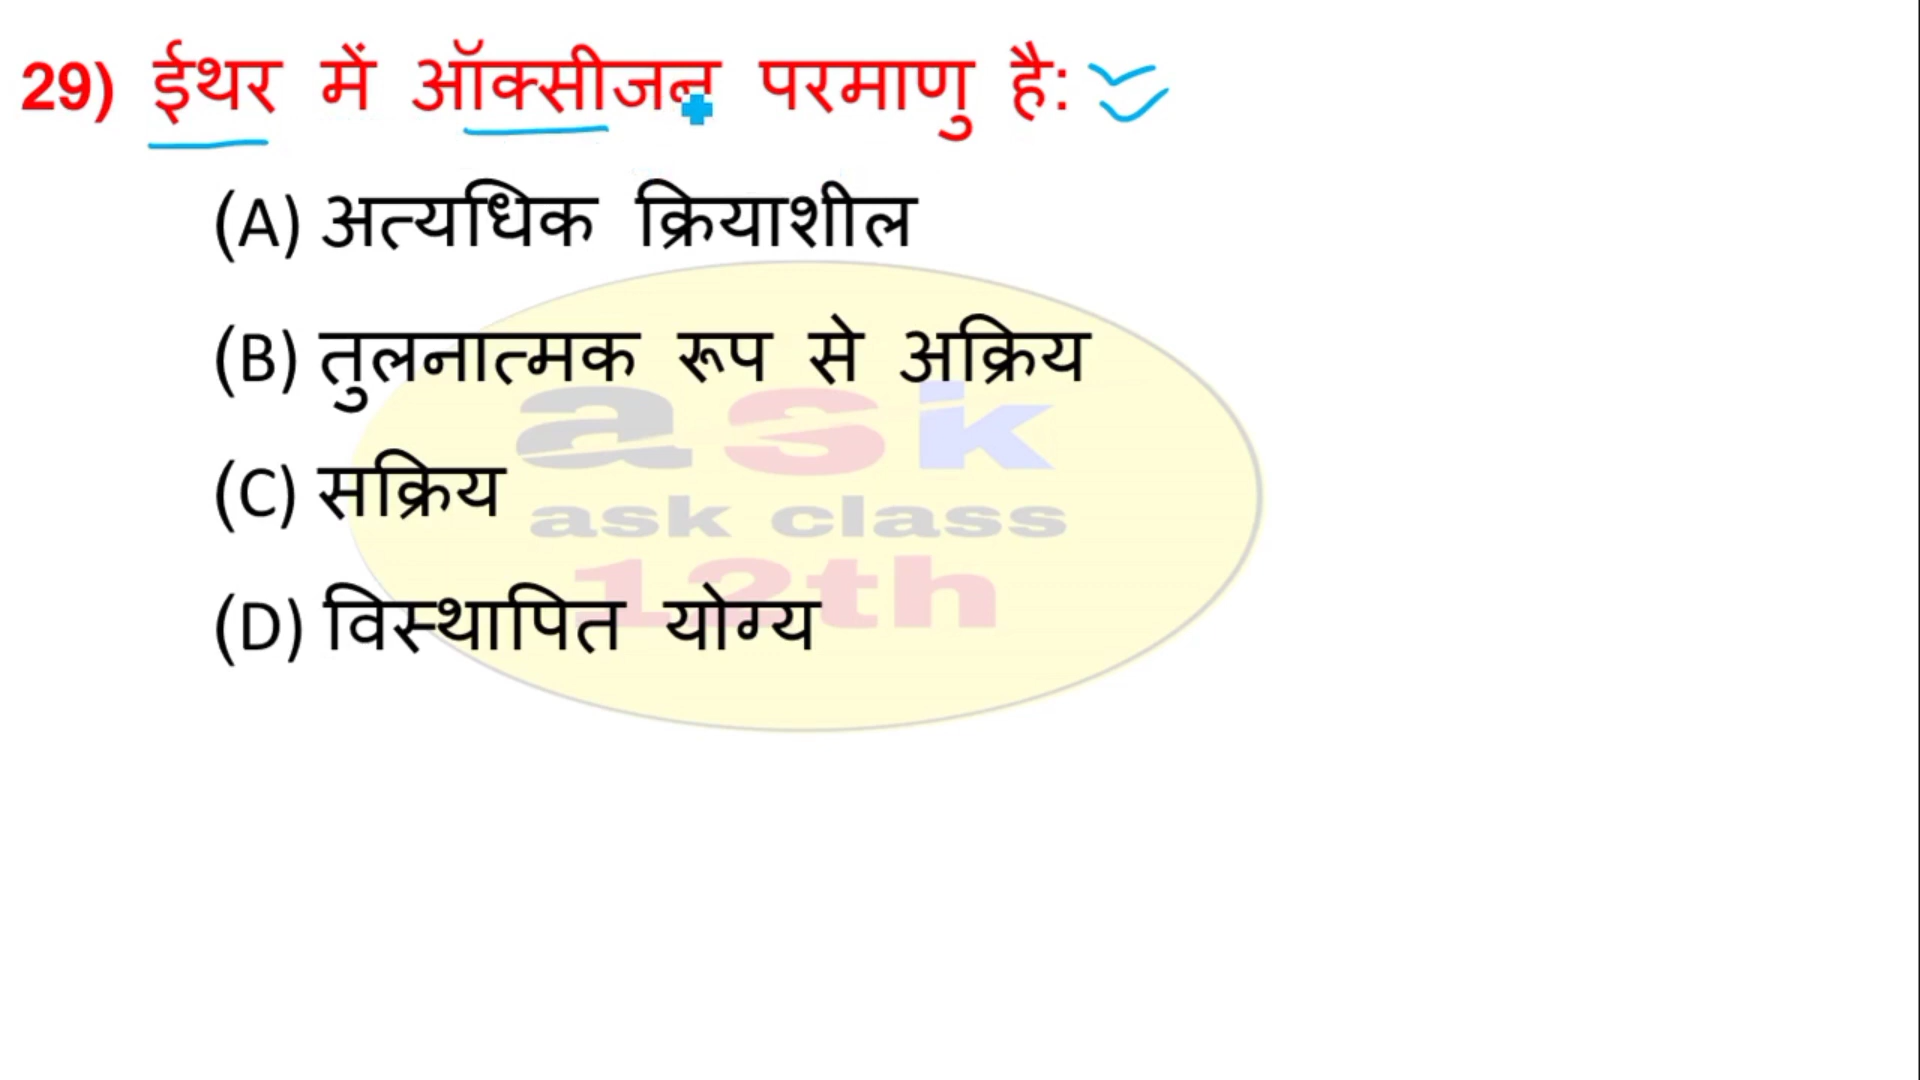 29) ईथर में ऑक्सीजन परमाणु है:
(A) अत्यधिक क्रियाशील
(B) तुलनात्मक रूप से अक्रिय
(C) सक्रिय
(D) विस्थापित योग्य
ask
ask class
12th